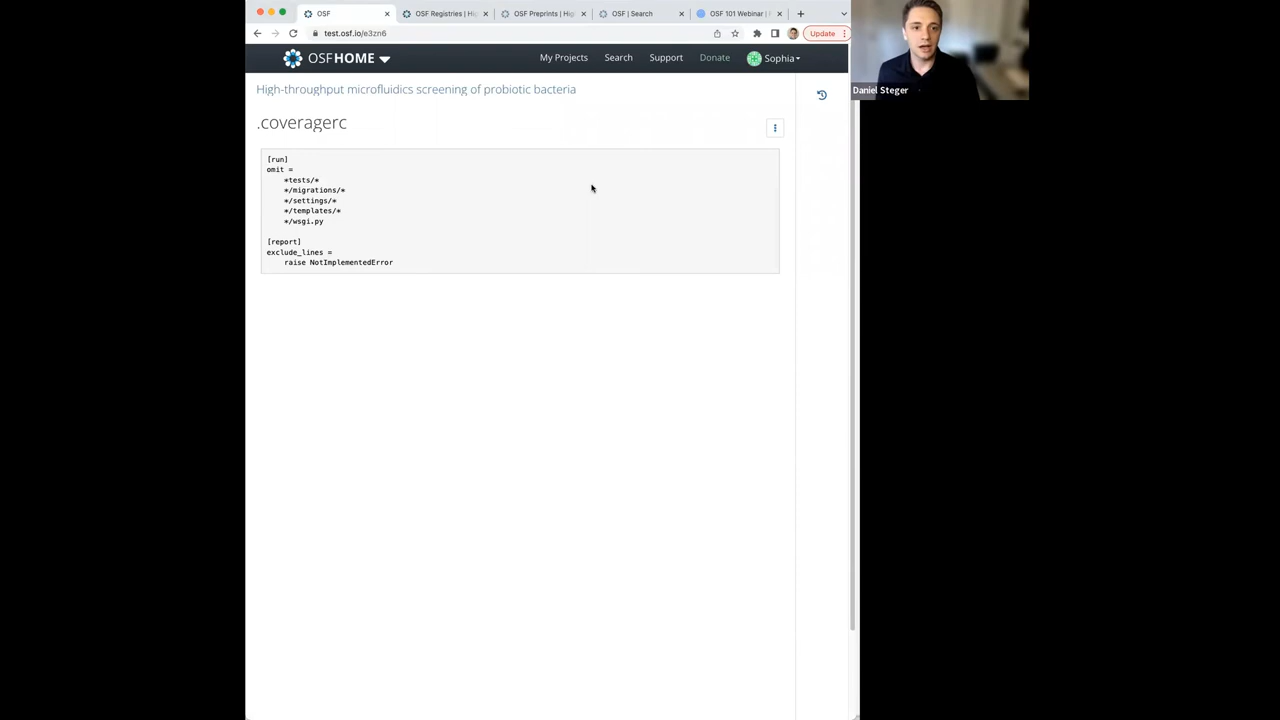 OSF
OSF Registries | Hi
OSF Preprints | Hig
OSF | Search
OSF 101 Webinar |
test.osf.io/e3zn6
Update
OSFHOME
My Projects
Search
Support
Donate
Sophia
Daniel Steger
High-throughput microfluidics screening of probiotic bacteria
.coveragerc
[run]
omit =
*tests/*
*/migrations/*
*/settings/*
*/templates/*
*/wsgi.py
[report]
exclude_lines =
raise NotImplementedError